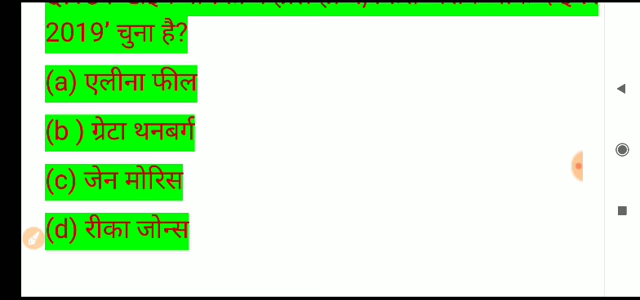 2019’ चुना है?
(a) एलीना फील
(b ) ग्रेटा थनबर्ग
(c) जेन मोरिस
(d) रीका जोन्स